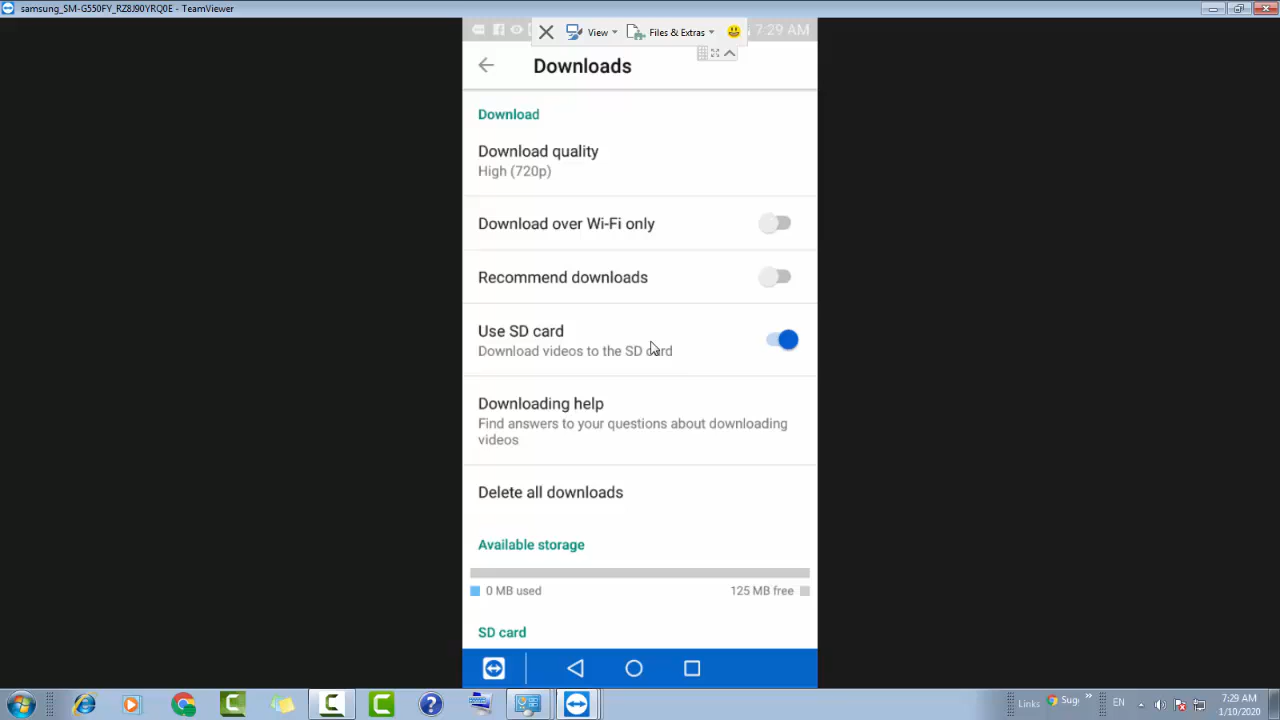 samsung_SM-G550FY_RZ8J90YRQ0E - TeamViewer
View
Files & Extras
7:29 AM
Downloads
Download
Download quality
High (720p)
Download over Wi-Fi only
Recommend downloads
Use SD card
Download videos to the SD card
Downloading help
Find answers to your questions about downloading
videos
Delete all downloads
Available storage
0 MB used
125 MB free
SD card
Links
Sug
EN
7:29 AM
1/10/2020